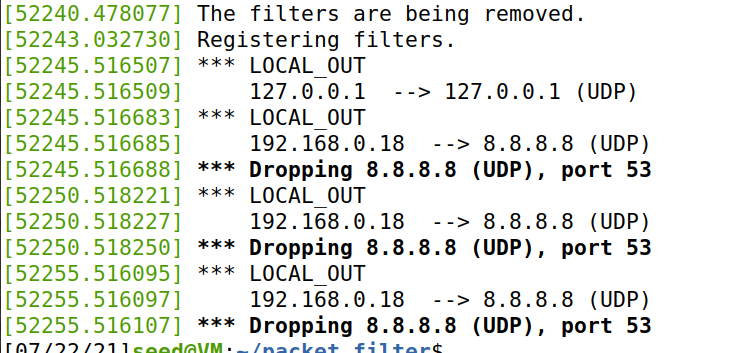 [52240.478077] The filters are being removed.
[52243.032730] Registering filters.
[52245.516507] *** LOCAL_OUT
[52245.516509]     127.0.0.1  --> 127.0.0.1 (UDP)
[52245.516683] *** LOCAL_OUT
[52245.516685]     192.168.0.18  --> 8.8.8.8 (UDP)
[52245.516688] *** Dropping 8.8.8.8 (UDP), port 53
[52250.518221] *** LOCAL_OUT
[52250.518227]     192.168.0.18  --> 8.8.8.8 (UDP)
[52250.518250] *** Dropping 8.8.8.8 (UDP), port 53
[52255.516095] *** LOCAL_OUT
[52255.516097]     192.168.0.18  --> 8.8.8.8 (UDP)
[52255.516107] *** Dropping 8.8.8.8 (UDP), port 53
[07/22/21]seed@VM:~/packet_filter$